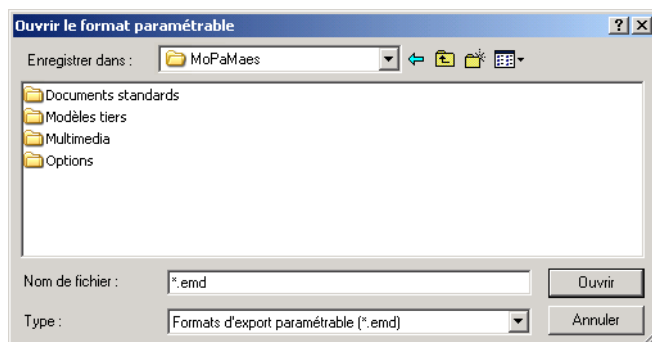 Ouvrir le format paramétrable
Enregistrer dans : MoPaMaes
Documents standards
Modèles tiers
Multimedia
Options
Nom de fichier : *.emd Ouvrir
Type : Formats d'export paramétrable (*.emd) Annuler